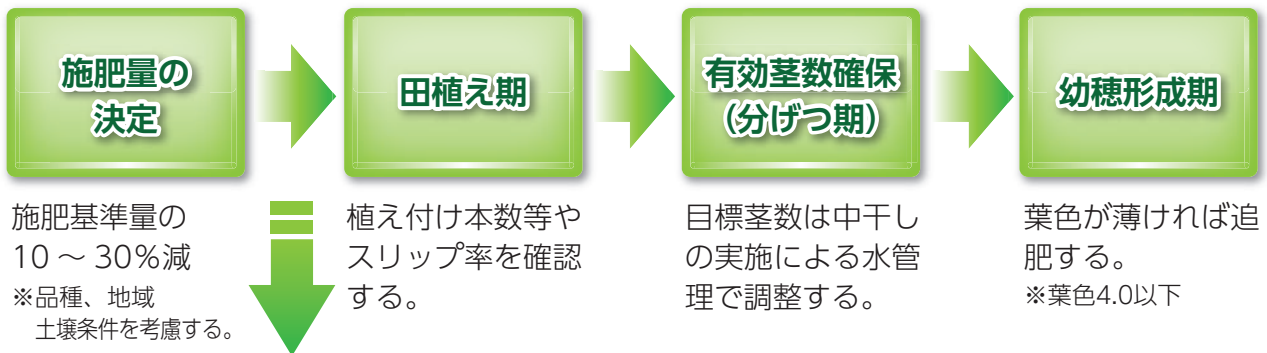 施肥量の
決定
田植え期
有効茎数確保
（分げつ期）
幼穂形成期
施肥基準量の
10 ～ 30％減
※品種、地域
土壌条件を考慮する。
植え付け本数等や
スリップ率を確認
する。
目標茎数は中干し
の実施による水管
理で調整する。
葉色が薄ければ追
肥する。
※葉色4.0以下